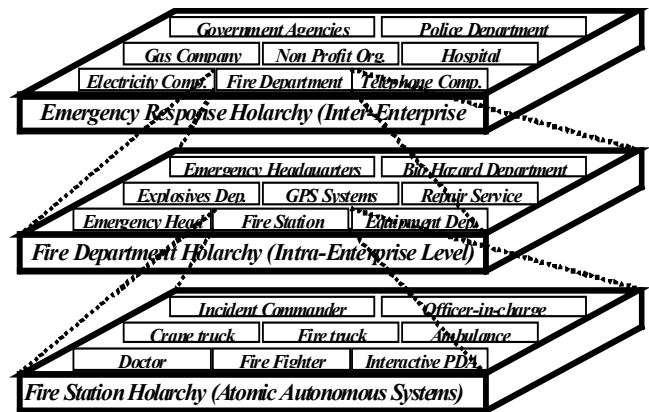 Government Agencies Police Department
Gas Company Non Profit Org. Hospital
Electricity Comp. Fire Department Telephone Comp.
Emergency Response Holarchy (Inter-Enterprise
Emergency Headquarters Bio Hazard Department
Explosives Dep. GPS Systems Repair Service
Emergency Head Fire Station Equipment Dep.
Fire Department Holarchy (Intra-Enterprise Level)
Incident Commander Officer-in-charge
Crane truck Fire truck Ambulance
Doctor Fire Fighter Interactive PDA
Fire Station Holarchy (Atomic Autonomous Systems)